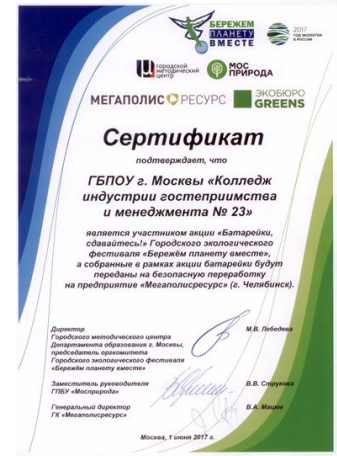 БЕРЕЖЕМ
ПЛАНЕТУ
ВМЕСТЕ
2017
ГОД ЭКОЛОГИИ
В РОССИИ
ГОРОДСКОЙ
МЕТОДИЧЕСКИЙ
ЦЕНТР
МОС
ПРИРОДА
МЕГАПОЛИС РЕСУРС
ЭКОБЮРО
GREENS
Сертификат
подтверждает, что
ГБПОУ г. Москвы «Колледж
индустрии гостеприимства
и менеджмента № 23»
является участником акции «Батарейки,
сдавайтесь!» Городского экологического
фестиваля «Бережём планету вместе»,
а собранные в рамках акции батарейки будут
переданы на безопасную переработку
на предприятие «Мегаполисресурс» (г. Челябинск).
Директор
Городского методического центра
Департамента образования г. Москвы,
председатель оргкомитета
Городского экологического фестиваля
«Бережём планету вместе»
М.В. Лебедева
Заместитель руководителя
ГПБУ «Мосприрода»
В.В. Струкова
Генеральный директор
ГК «Мегаполисресурс»
В.А. Мацюк
Москва, 1 июня 2017 г.